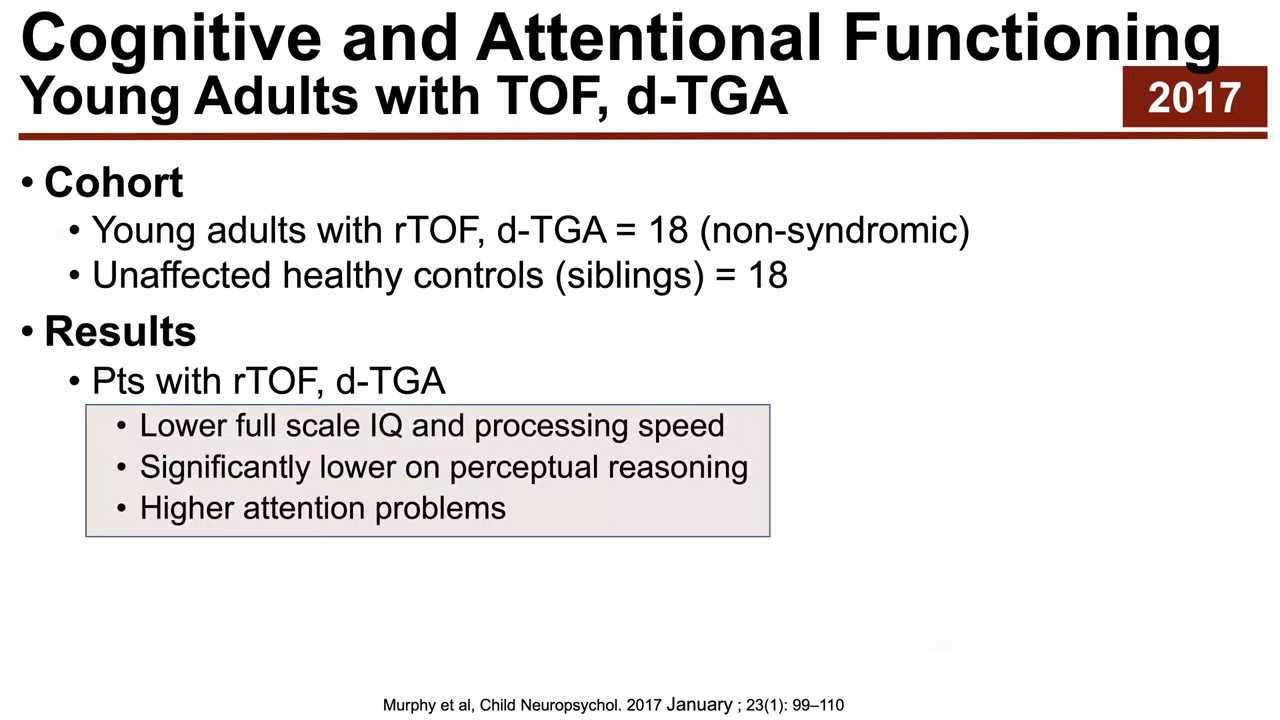 Cognitive and Attentional Functioning
Young Adults with TOF, d-TGA
2017
• Cohort
• Young adults with rTOF, d-TGA = 18 (non-syndromic)
• Unaffected healthy controls (siblings) = 18
• Results
• Pts with rTOF, d-TGA
• Lower full scale IQ and processing speed
• Significantly lower on perceptual reasoning
• Higher attention problems
Murphy et al, Child Neuropsychol. 2017 January ; 23(1): 99–110